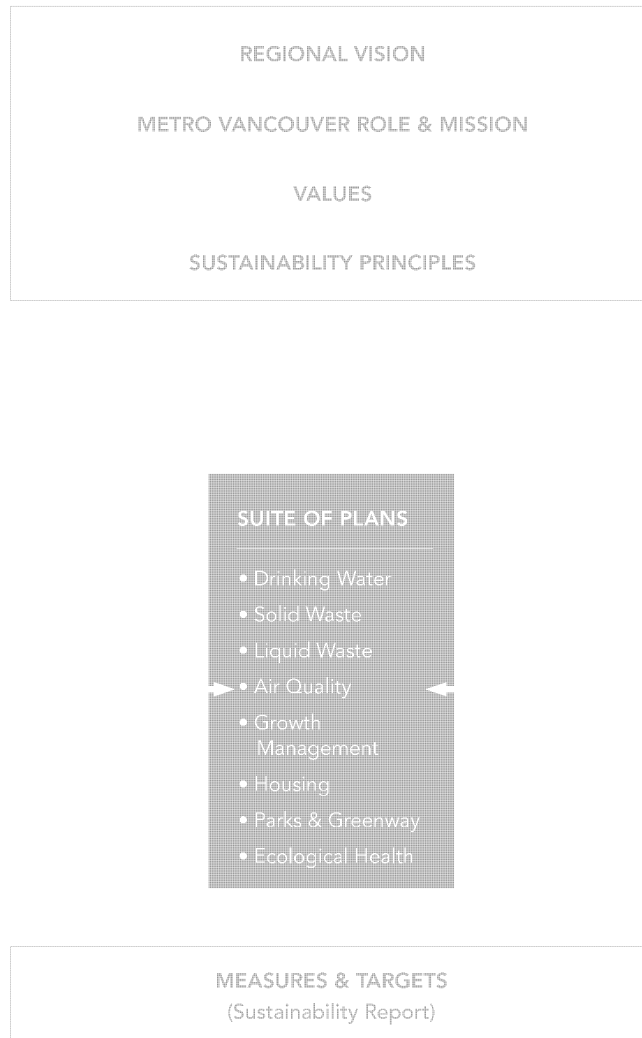 REGIONAL VISION
METRO VANCOUVER ROLE & MISSION
VALUES
SUSTAINABILITY PRINCIPLES
SUITE OF PLANS
• Drinking Water
• Solid Waste
• Liquid Waste
• Air Quality
• Growth
Management
• Housing
• Parks & Greenway
• Ecological Health
MEASURES & TARGETS
(Sustainability Report)